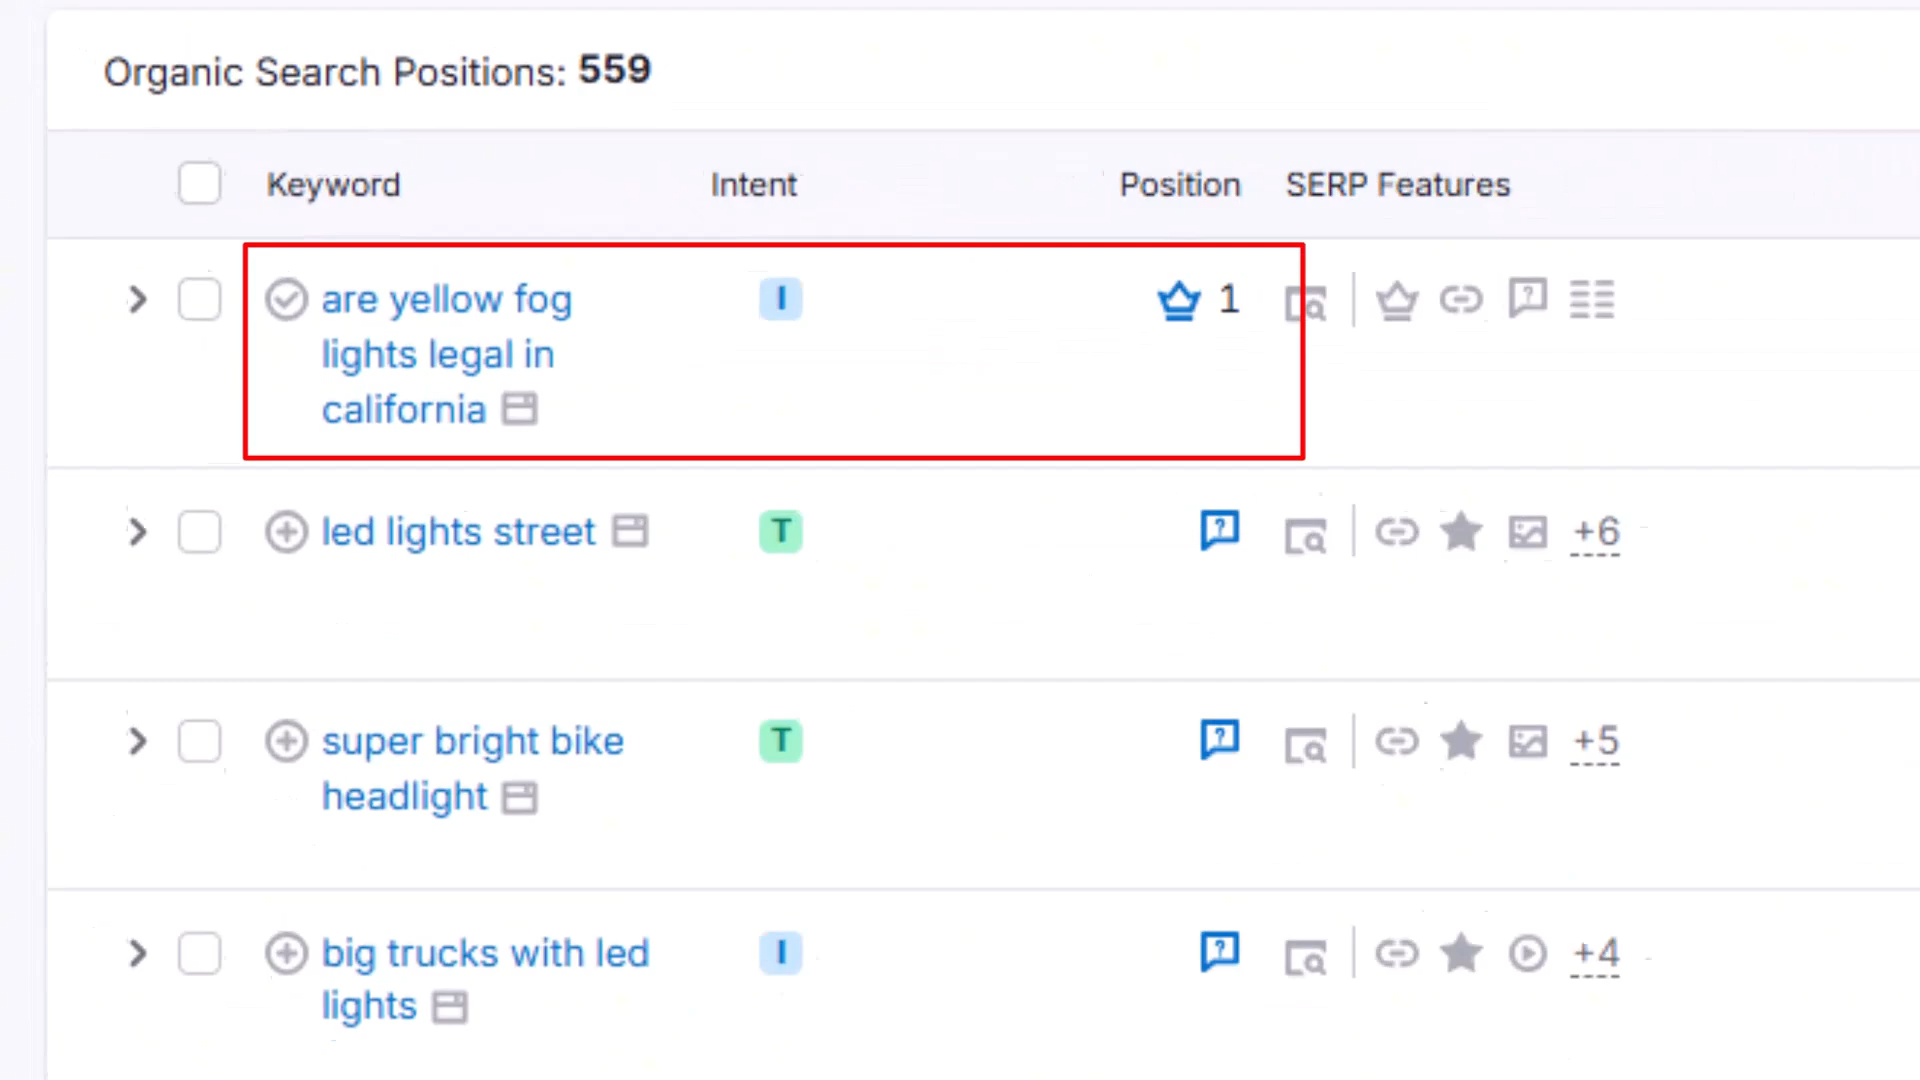 Organic Search Positions: 559
Keyword Intent Position SERP Features
are yellow fog I 1
lights legal in
california
led lights street T +6
super bright bike T +5
headlight
big trucks with led I +4
lights